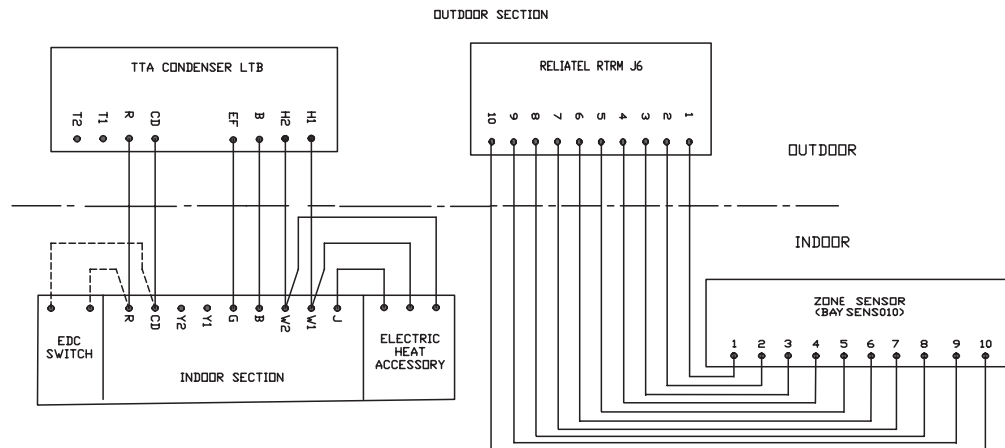 OUTDOOR SECTION
TTA CONDENSER LTB
T2 T1 R CD EF B H2 H1
RELIATEL RTRM J6
10 9 8 7 6 5 4 3 2 1
OUTDOOR
INDOOR
EDC
SWITCH
R CD Y2 Y1 G B W2 W1 J
INDOOR SECTION
ELECTRIC
HEAT
ACCESSORY
ZONE SENSOR
(BAYSENSO10)
1 2 3 4 5 6 7 8 9 10